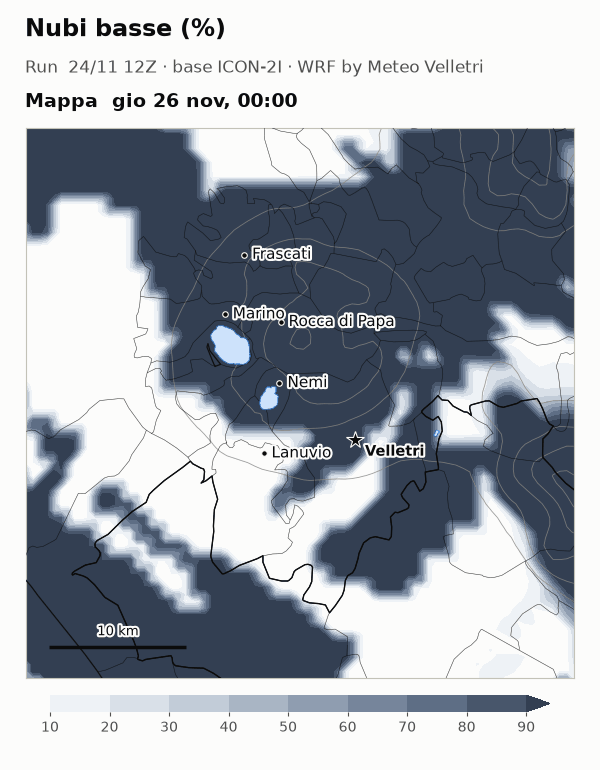 Nubi basse (%)
Run  24/11 12Z · base ICON-2I · WRF by Meteo Velletri
Mappa  gio 26 nov, 00:00
Frascati
Marino
Rocca di Papa
Nemi
Velletri
Lanuvio
10 km
10 20 30 40 50 60 70 80 90